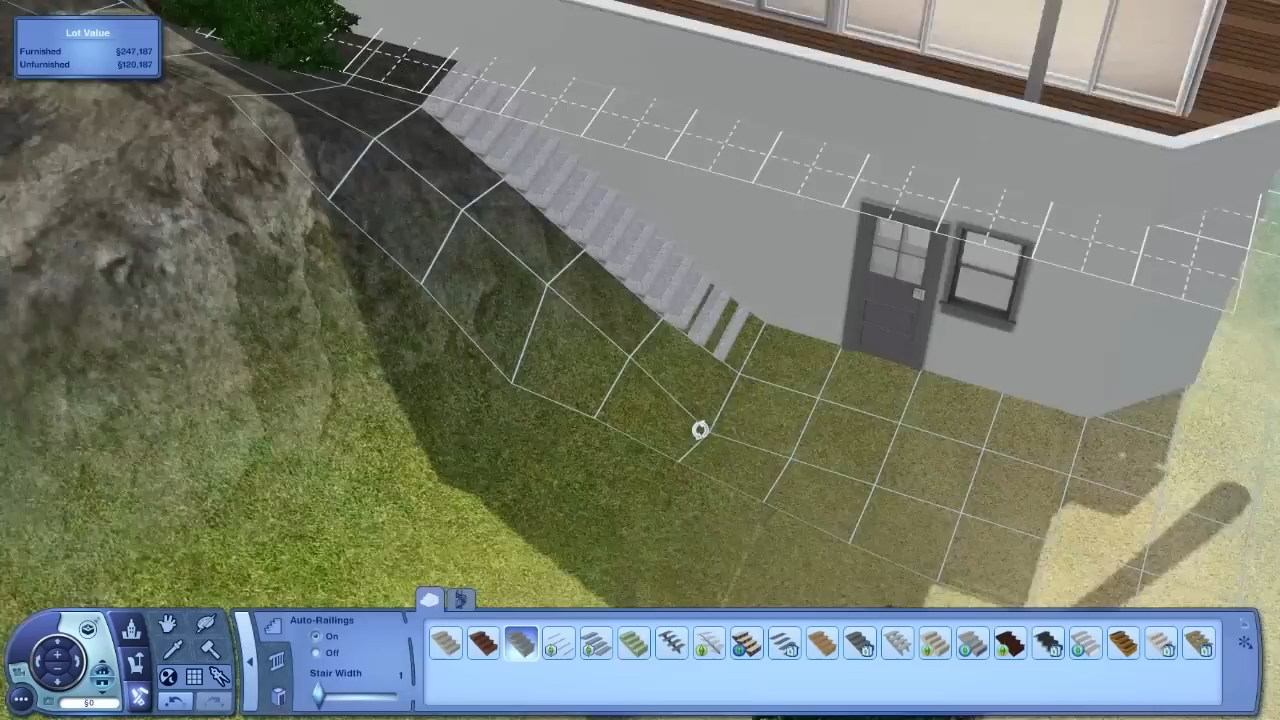 Lot Value
Furnished §247,187
Unfurnished §120,187
Auto-Railings
On
Off
Stair Width 1
§0